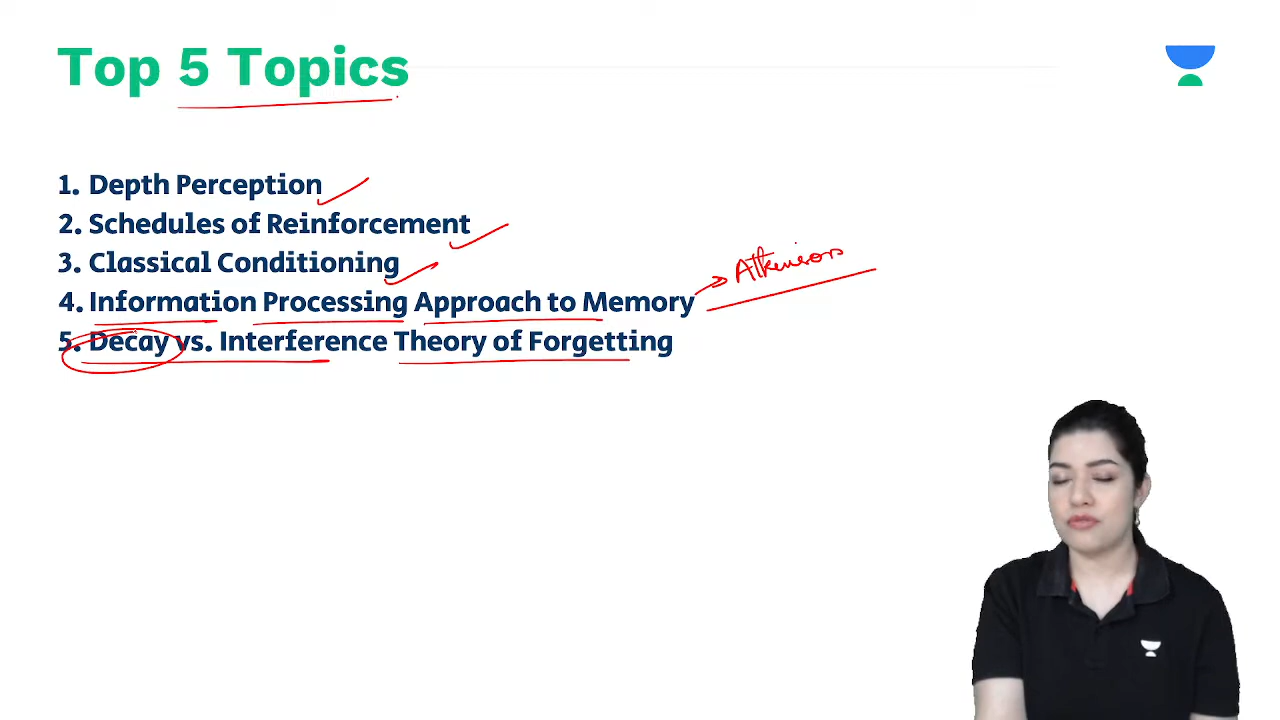 Top 5 Topics
1. Depth Perception
2. Schedules of Reinforcement
3. Classical Conditioning
4. Information Processing Approach to Memory
Atkinson
5. Decay vs. Interference Theory of Forgetting